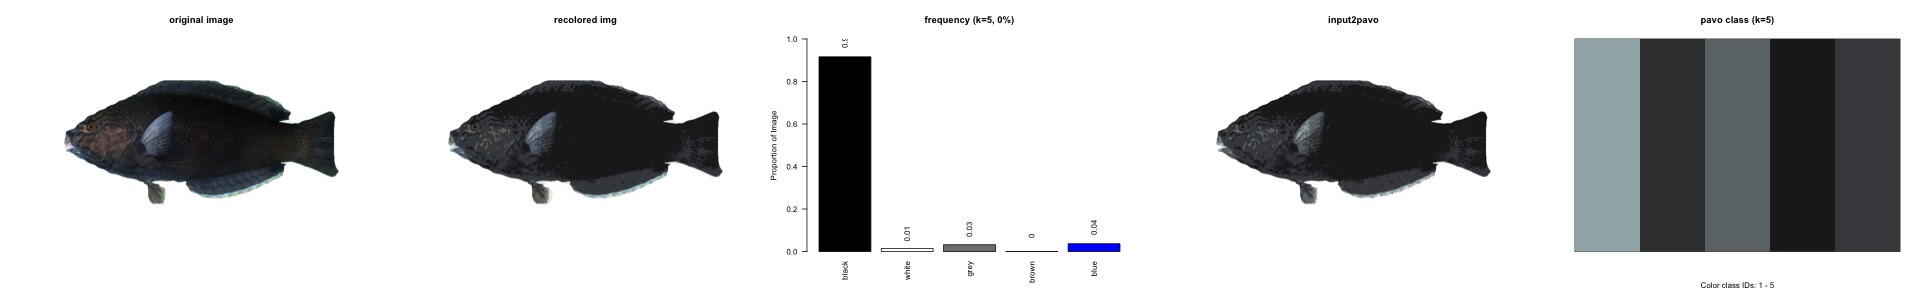 original image
recolored img
frequency (k=5, 0%)
input2pavo
pavo class (k=5)
Proportion of Image
1.0
0.8
0.6
0.4
0.2
0.0
0.01
0.03
0
0.04
black
white
grey
brown
blue
Color class IDs: 1 - 5